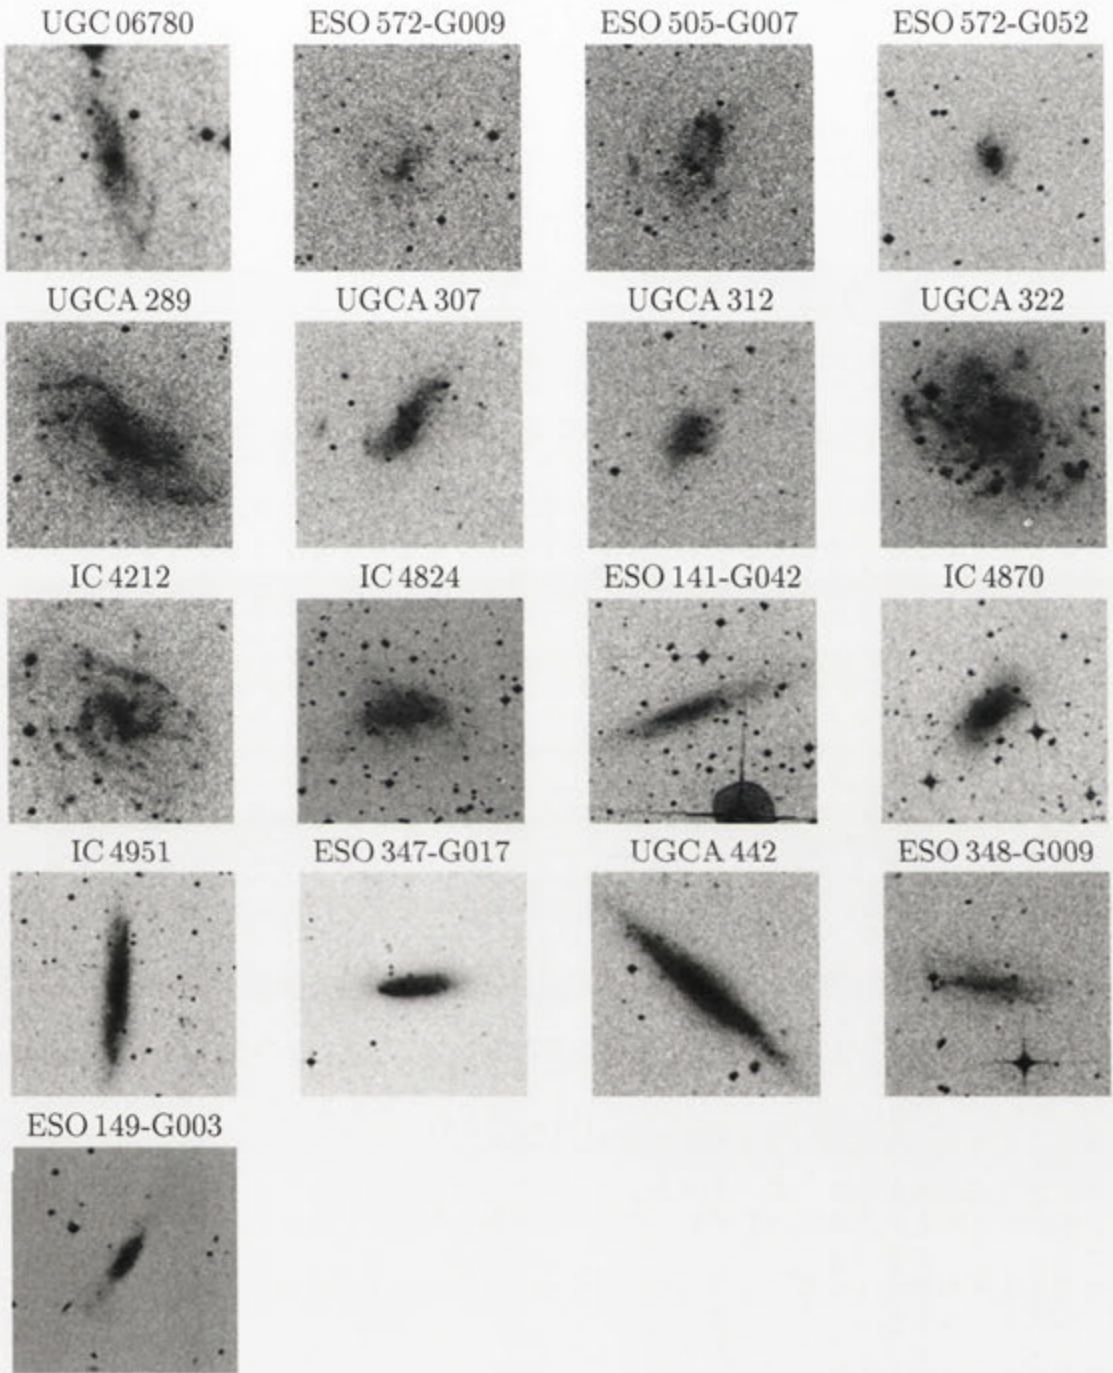 UGC 06780 ESO 572-G009 ESO 505-G007 ESO 572-G052
UGCA 289 UGCA 307 UGCA 312 UGCA 322
IC 4212 IC 4824 ESO 141-G042 IC 4870
IC 4951 ESO 347-G017 UGCA 442 ESO 348-G009
ESO 149-G003